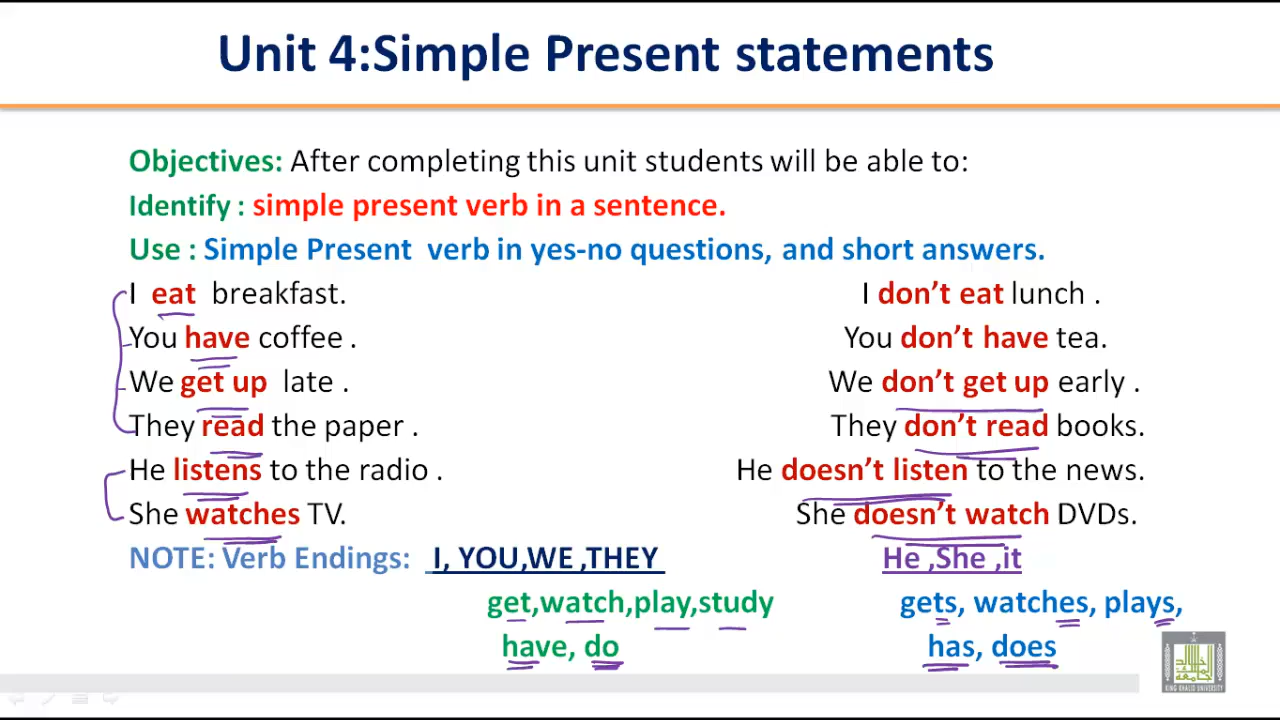 Unit 4:Simple Present statements
Objectives: After completing this unit students will be able to:
Identify : simple present verb in a sentence.
Use : Simple Present verb in yes-no questions, and short answers.
I eat breakfast. I don't eat lunch .
You have coffee . You don't have tea.
We get up late . We don't get up early .
They read the paper . They don't read books.
He listens to the radio . He doesn't listen to the news.
She watches TV. She doesn't watch DVDs.
NOTE: Verb Endings: I, YOU,WE ,THEY He ,She ,it
get,watch,play,study gets, watches, plays,
have, do has, does
KING KHALID UNIVERSITY